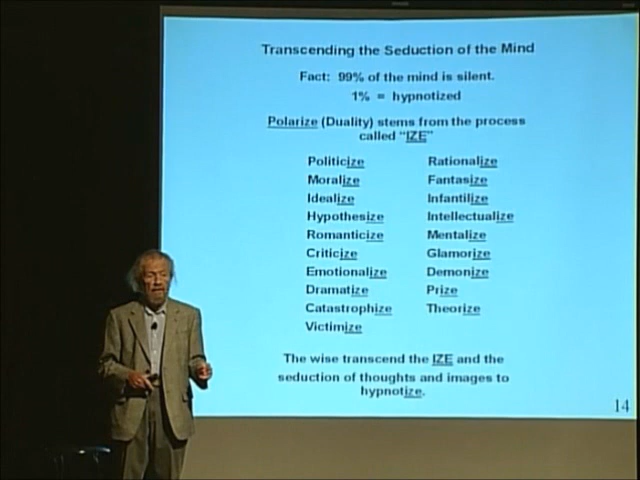 Transcending the Seduction of the Mind
Fact: 99% of the mind is silent.
1% = hypnotized
Polarize (Duality) stems from the process
called "IZE"
Politicize Rationalize
Moralize Fantasize
Idealize Infantilize
Hypothesize Intellectualize
Romanticize Mentalize
Criticize Glamorize
Emotionalize Demonize
Dramatize Prize
Catastrophize Theorize
Victimize
The wise transcend the IZE and the
seduction of thoughts and images to
hypnotize.
14